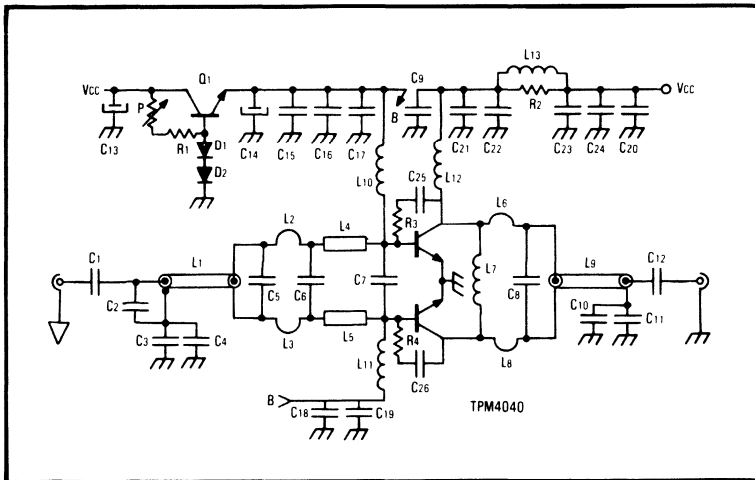 L13
Q1
C9
Vcc
P
R2
Vcc
B
C13
R1
D1
C14
C15
C16
C17
C21
C22
C23
C24
C20
D2
L10
C25
L12
R3
L2
L4
L6
C1
L1
L7
L9
C12
C5
C6
C7
C8
C2
C10
C11
C3
C4
L3
L5
R4
L8
L11
C26
B
C18
C19
TPM4040